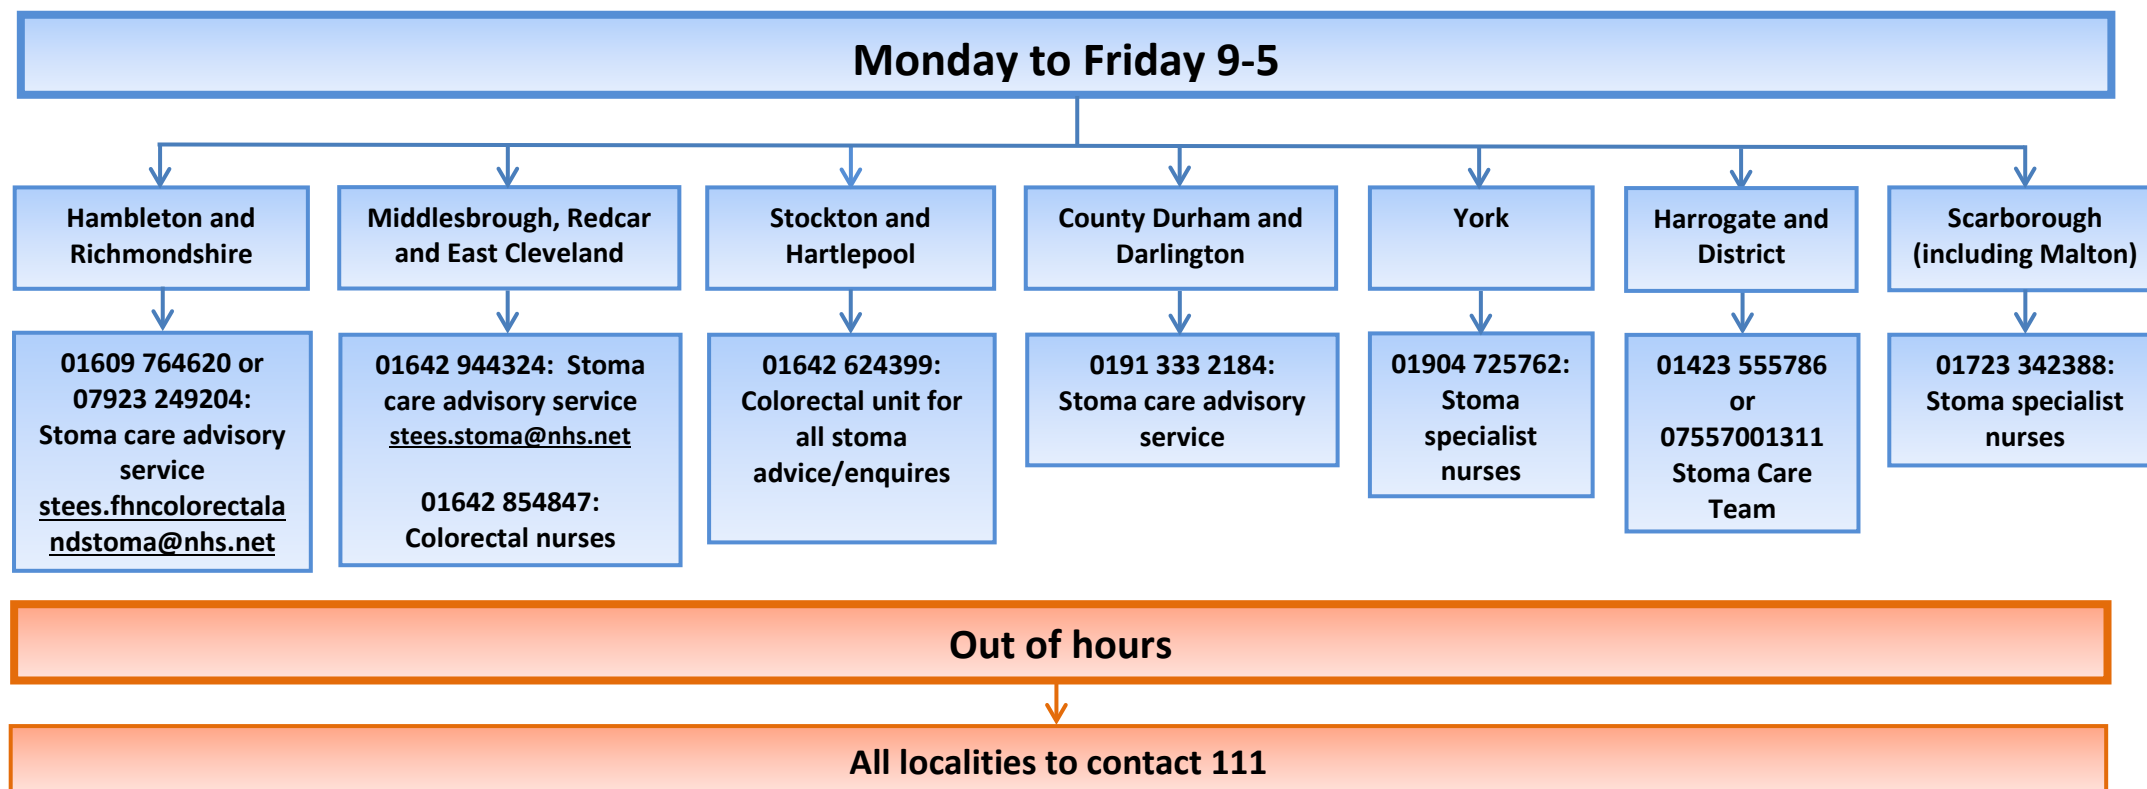 Monday to Friday 9-5
Hambleton and
Richmondshire
Middlesbrough, Redcar
and East Cleveland
Stockton and
Hartlepool
County Durham and
Darlington
York
Harrogate and
District
Scarborough
(including Malton)
01609 764620 or
07923 249204:
Stoma care advisory
service
stees.fhncolorectala
ndstoma@nhs.net
01642 944324:  Stoma
care advisory service
stees.stoma@nhs.net
01642 854847:
Colorectal nurses
01642 624399:
Colorectal unit for
all stoma
advice/enquires
0191 333 2184:
Stoma care advisory
service
01904 725762:
Stoma
specialist
nurses
01423 555786
or
07557001311
Stoma Care
Team
01723 342388:
Stoma specialist
nurses
Out of hours
All localities to contact 111